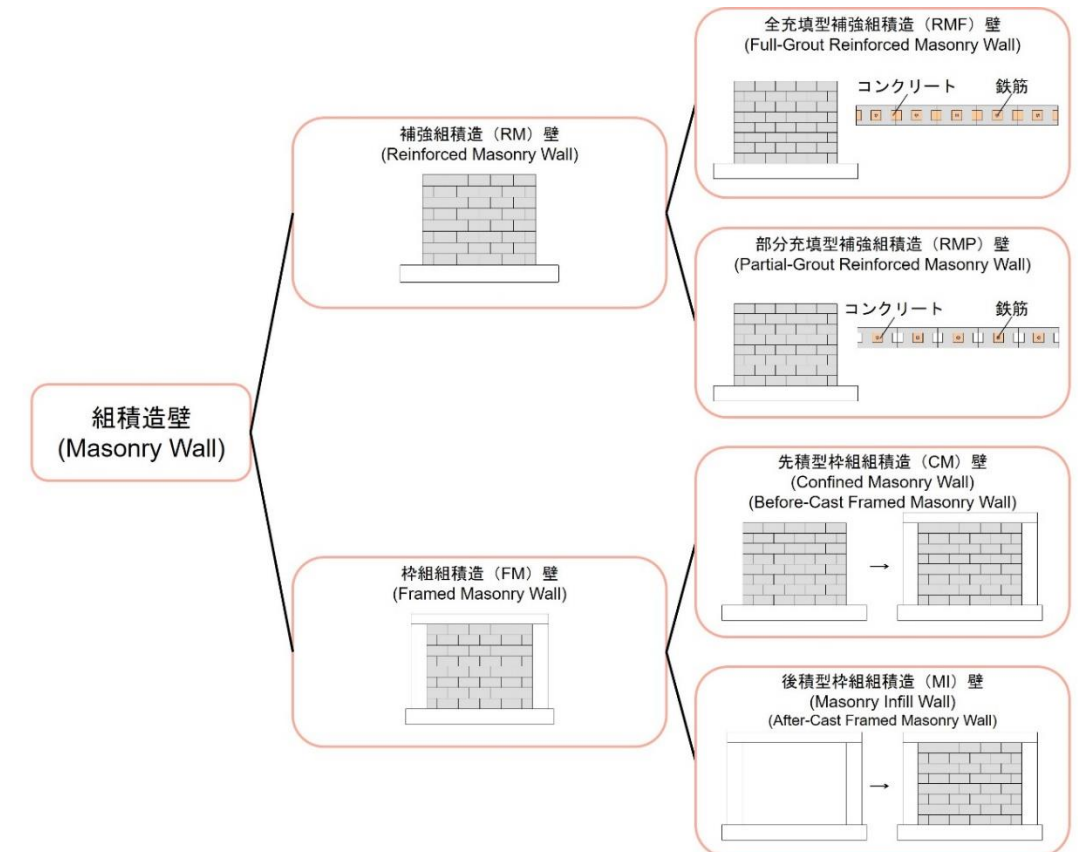 組積造壁
(Masonry Wall)
補強組積造（RM）壁
(Reinforced Masonry Wall)
全充填型補強組積造（RMF）壁
(Full-Grout Reinforced Masonry Wall)
コンクリート
鉄筋
部分充填型補強組積造（RMP）壁
(Partial-Grout Reinforced Masonry Wall)
コンクリート
鉄筋
枠組組積造（FM）壁
(Framed Masonry Wall)
先積型枠組組積造（CM）壁
(Confined Masonry Wall)
(Before-Cast Framed Masonry Wall)
→
後積型枠組組積造（MI）壁
(Masonry Infill Wall)
(After-Cast Framed Masonry Wall)
→